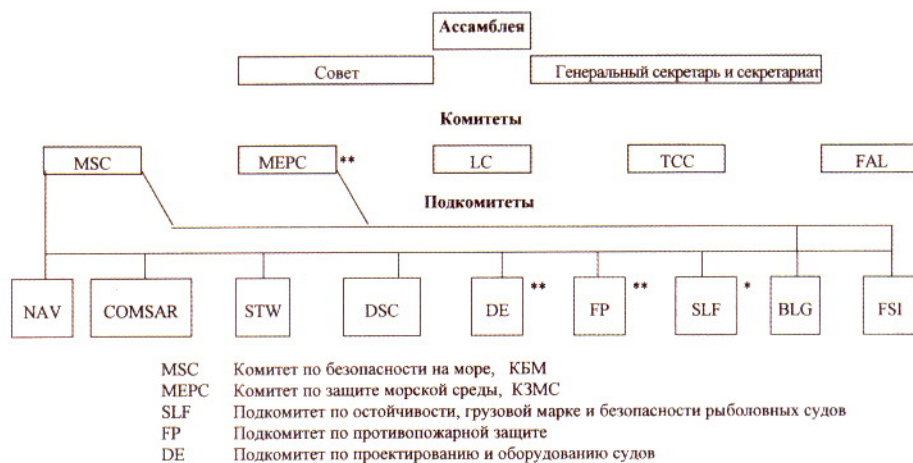 Ассамблея
Совет
Генеральный секретарь и секретариат
Комитеты
MSC MEPC ** LC TCC FAL
Подкомитеты
NAV COMSAR STW DSC DE ** FP ** SLF * BLG FSI
MSC Комитет по безопасности на море, КБМ
MEPC Комитет по защите морской среды, КЗМС
SLF Подкомитет по остойчивости, грузовой марке и безопасности рыболовных судов
FP Подкомитет по противопожарной защите
DE Подкомитет по проектированию и оборудованию судов